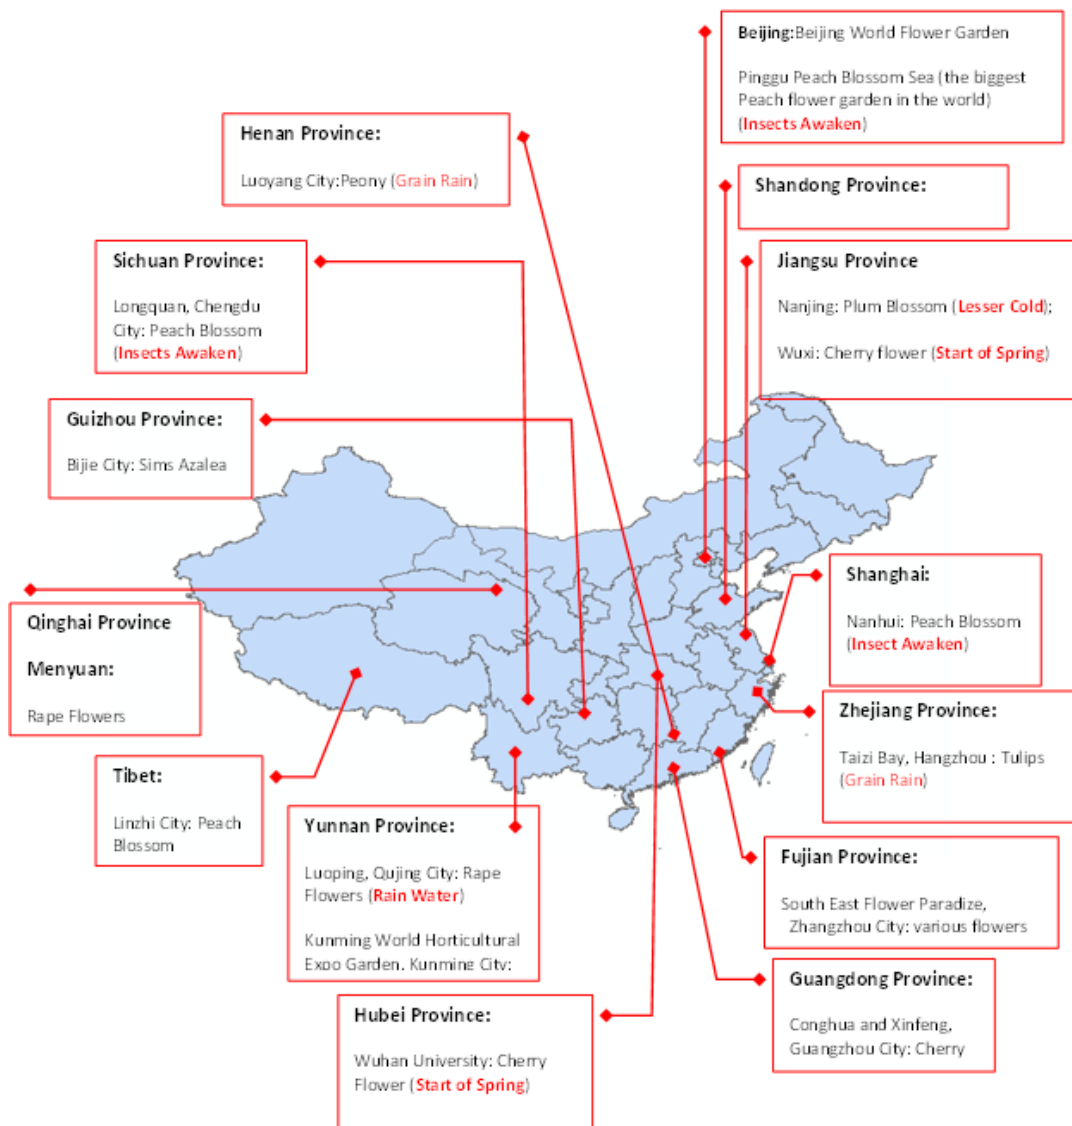 Beijing:Beijing World Flower Garden
Pinggu Peach Blossom Sea (the biggest
Peach flower garden in the world)
(Insects Awaken)
Henan Province:
Luoyang City:Peony (Grain Rain)
Shandong Province:
Sichuan Province:
Longquan, Chengdu
City: Peach Blossom
(Insects Awaken)
Jiangsu Province
Nanjing: Plum Blossom (Lesser Cold);
Wuxi: Cherry flower (Start of Spring)
Guizhou Province:
Bijie City: Sims Azalea
Shanghai:
Nanhui: Peach Blossom
(Insect Awaken)
Qinghai Province
Menyuan:
Rape Flowers
Zhejiang Province:
Taizi Bay, Hangzhou : Tulips
(Grain Rain)
Tibet:
Linzhi City: Peach
Blossom
Yunnan Province:
Luoping, Qujing City: Rape
Flowers (Rain Water)
Kunming World Horticultural
Expo Garden, Kunming City:
Fujian Province:
South East Flower Paradize,
Zhangzhou City: various flowers
Guangdong Province:
Conghua and Xinfeng,
Guangzhou City: Cherry
Hubei Province:
Wuhan University: Cherry
Flower (Start of Spring)